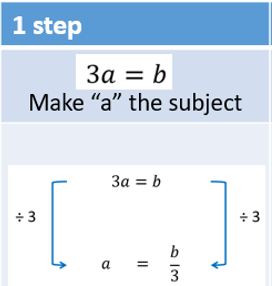 1 step
3a = b
Make “a” the subject
3a = b
÷ 3
÷ 3
a = b/3